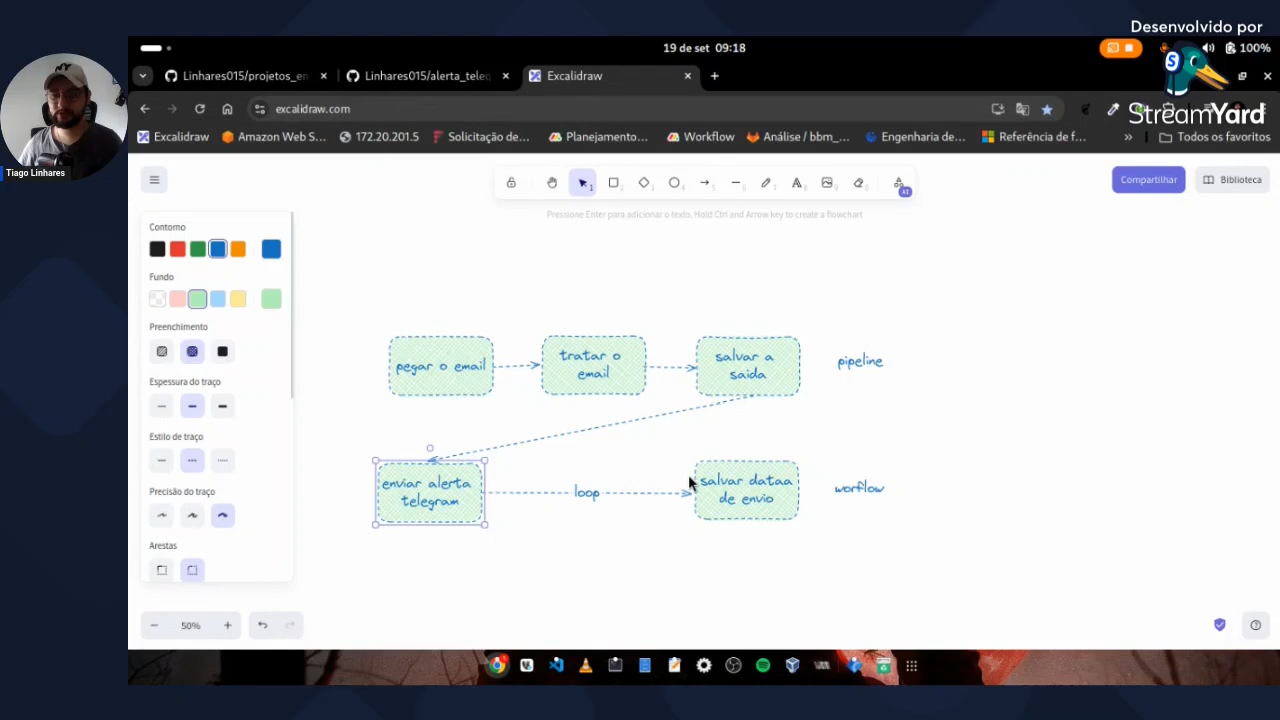 Desenvolvido por
StreamYard
Tiago Linhares
19 de set 09:18
100%
Linhares015/projetos_en
Linhares015/alerta_teleg
Excalidraw
excalidraw.com
Excalidraw
Amazon Web S...
172.20.201.5
Solicitação de...
Planejamento...
Workflow
Análise / bbm_...
Engenharia de...
Referência de f...
Todos os favoritos
Compartilhar
Biblioteca
Pressione Enter para adicionar o texto. Hold Ctrl and Arrow key to create a flowchart
Contorno
Fundo
Preenchimento
Espessura do traço
Estilo de traço
Precisão do traço
Arestas
50%
pegar o email
tratar o
email
salvar a
saida
pipeline
enviar alerta
telegram
loop
salvar dataa
de envio
worflow